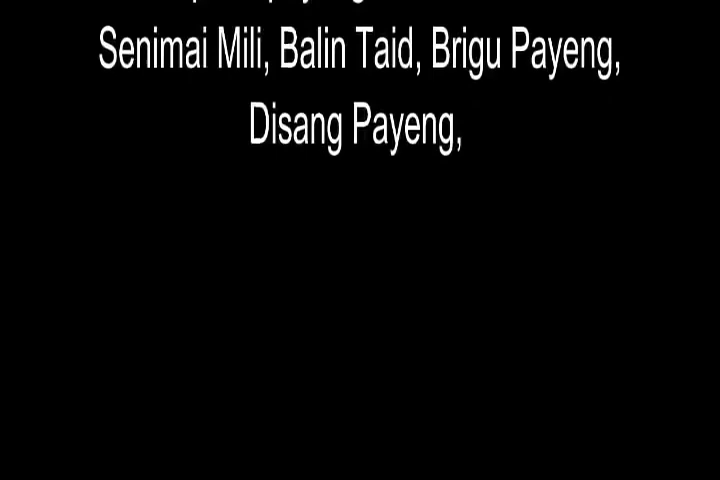 Senimai Mili, Balin Taid, Brigu Payeng,
Disang Payeng,